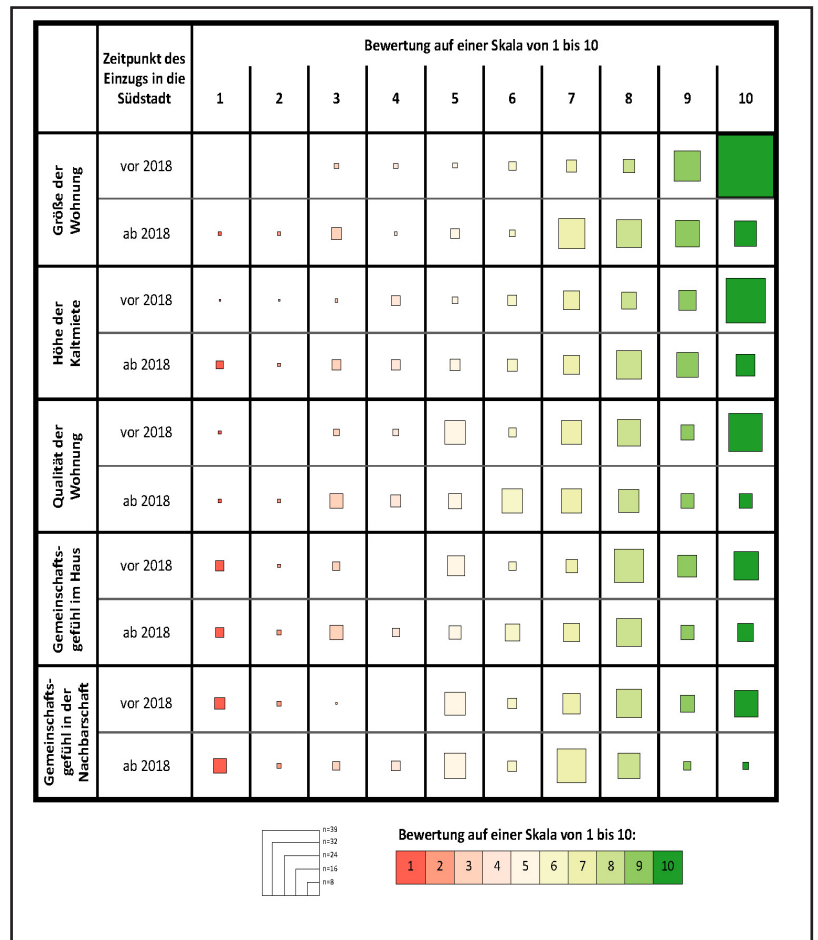 Zeitpunkt des
Einzugs in die
Südstadt
Bewertung auf einer Skala von 1 bis 10
1 2 3 4 5 6 7 8 9 10
Größe der
Wohnung
vor 2018
ab 2018
Höhe der
Kaltmiete
vor 2018
ab 2018
Qualität der
Wohnung
vor 2018
ab 2018
Gemeinschafts-
gefühl im Haus
vor 2018
ab 2018
Gemeinschafts-
gefühl in der
Nachbarschaft
vor 2018
ab 2018
n=39
n=32
n=24
n=16
n=8
Bewertung auf einer Skala von 1 bis 10:
1 2 3 4 5 6 7 8 9 10